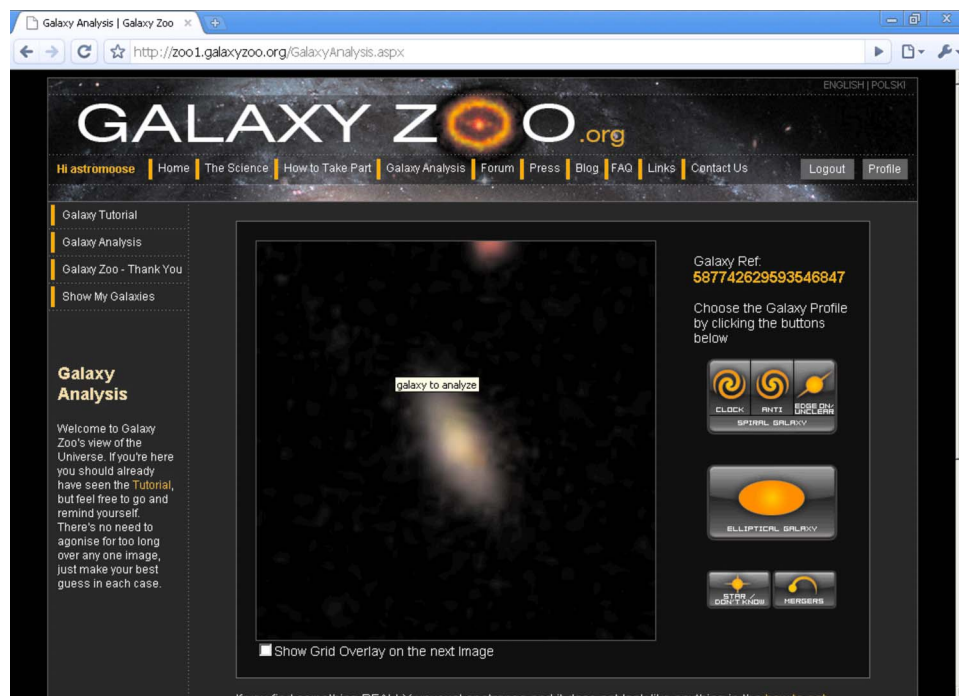 Galaxy Analysis | Galaxy Zoo
http://zoo1.galaxyzoo.org/GalaxyAnalysis.aspx
ENGLISH | POLSKI
GALAXY ZOO.org
Hi astromoose Home The Science How to Take Part Galaxy Analysis Forum Press Blog FAQ Links Contact Us Logout Profile
Galaxy Tutorial
Galaxy Analysis
Galaxy Zoo - Thank You
Show My Galaxies
Galaxy
Analysis
Welcome to Galaxy
Zoo's view of the
Universe. If you're here
you should already
have seen the Tutorial,
but feel free to go and
remind yourself.
There's no need to
agonise for too long
over any one image,
just make your best
guess in each case.
galaxy to analyze
Show Grid Overlay on the next Image
Galaxy Ref:
587742629593546847
Choose the Galaxy Profile
by clicking the buttons
below
CLOCK ANTI EDGE ON/
UNCLEAR
SPIRAL GALAXY
ELLIPTICAL GALAXY
STAR /
DON'T KNOW MERGERS